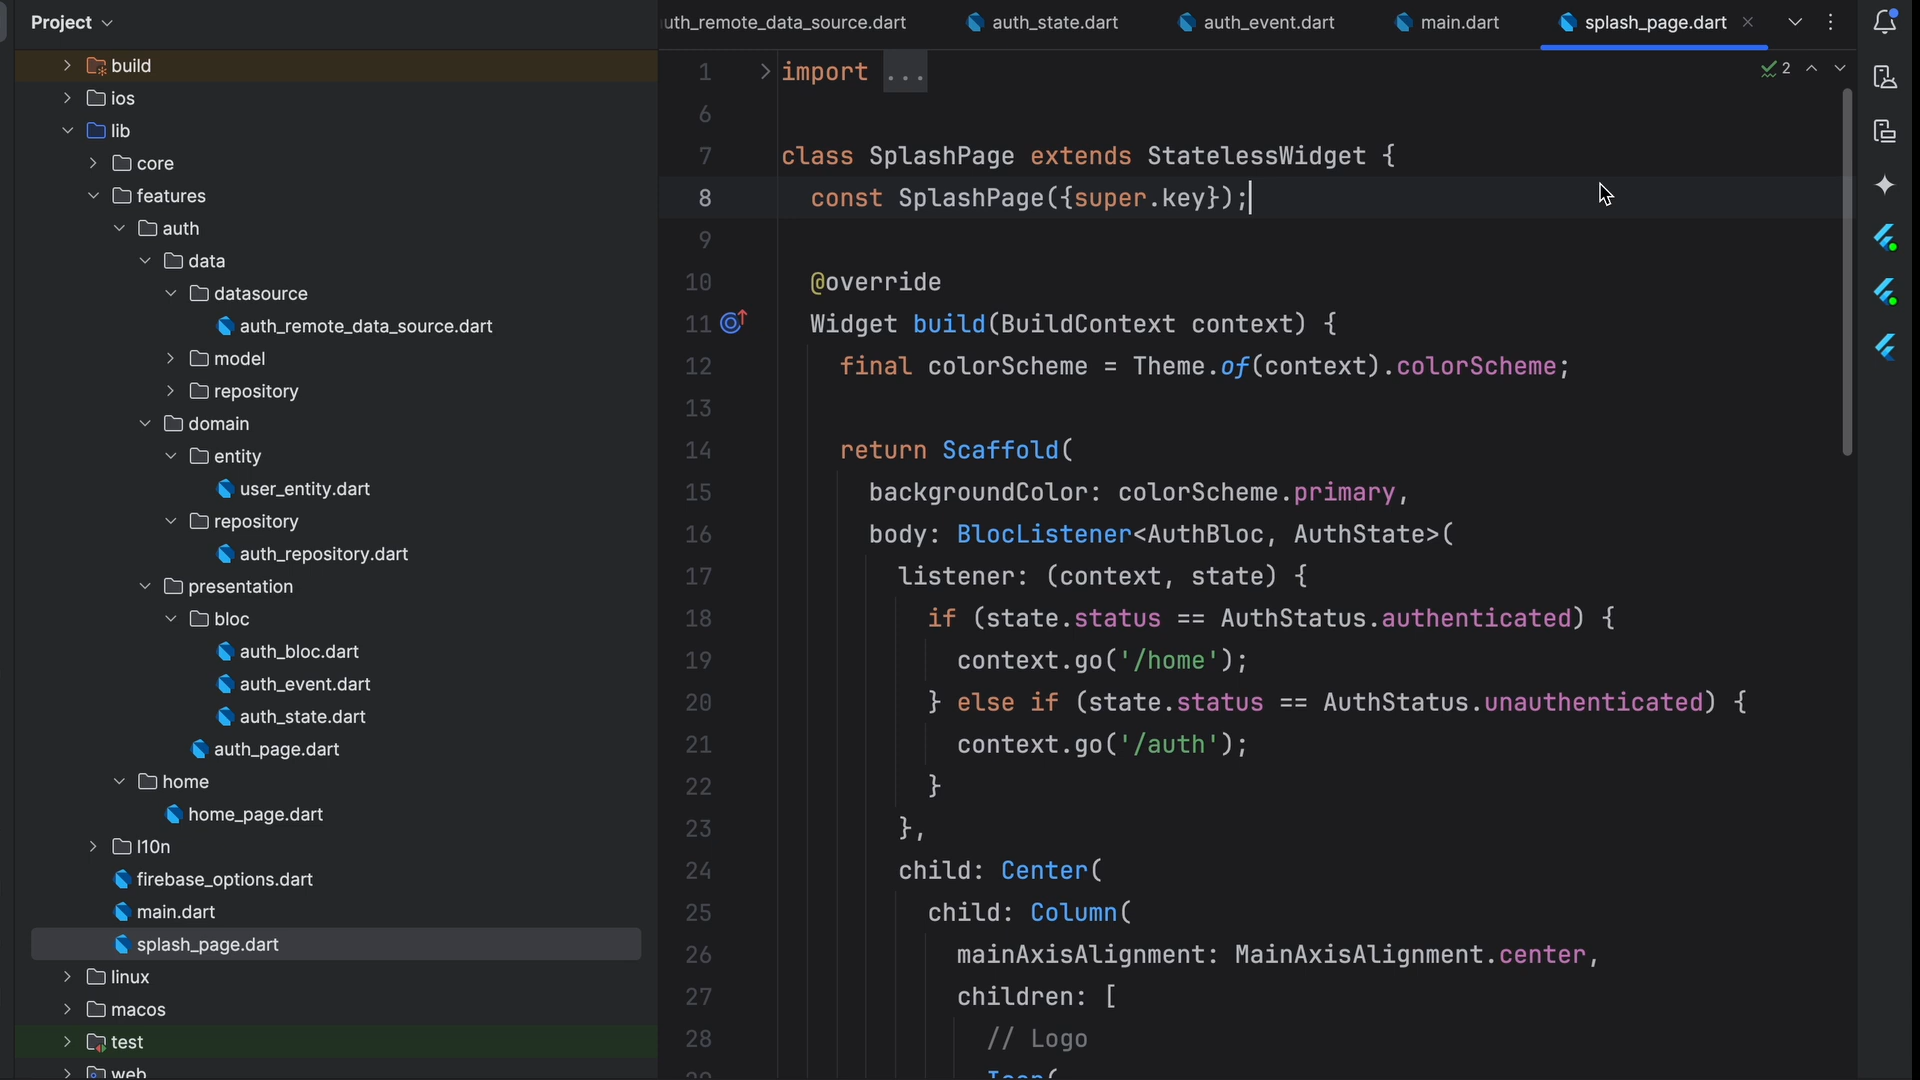 Project
uth_remote_data_source.dart
auth_state.dart
auth_event.dart
main.dart
splash_page.dart
build
ios
lib
core
features
auth
data
datasource
auth_remote_data_source.dart
model
repository
domain
entity
user_entity.dart
repository
auth_repository.dart
presentation
bloc
auth_bloc.dart
auth_event.dart
auth_state.dart
auth_page.dart
home
home_page.dart
l10n
firebase_options.dart
main.dart
splash_page.dart
linux
macos
test
web
2
1 import ...
6
7 class SplashPage extends StatelessWidget {
8 const SplashPage({super.key});
9
10 @override
11 Widget build(BuildContext context) {
12 final colorScheme = Theme.of(context).colorScheme;
13
14 return Scaffold(
15 backgroundColor: colorScheme.primary,
16 body: BlocListener<AuthBloc, AuthState>(
17 listener: (context, state) {
18 if (state.status == AuthStatus.authenticated) {
19 context.go('/home');
20 } else if (state.status == AuthStatus.unauthenticated) {
21 context.go('/auth');
22 }
23 },
24 child: Center(
25 child: Column(
26 mainAxisAlignment: MainAxisAlignment.center,
27 children: [
28 // Logo
29 Icon(